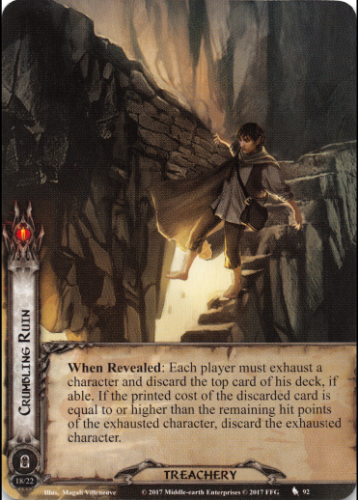 CRUMBLING RUIN
When Revealed: Each player must exhaust a
character and discard the top card of his deck, if
able. If the printed cost of the discarded card is
equal to or higher than the remaining hit points
of the exhausted character, discard the exhausted
character.
18/22
TREACHERY
Illus. Magali Villeneuve © 2017 Middle-earth Enterprises © 2017 FFG 92